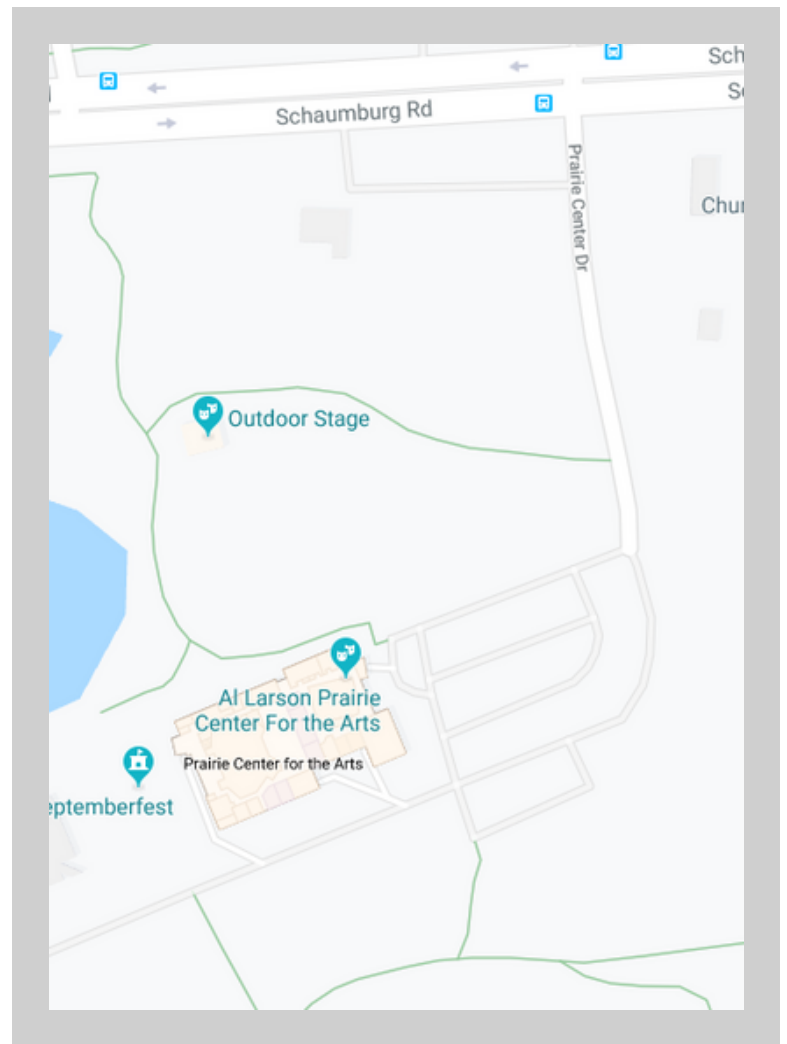 Sch
Schaumburg Rd
Prairie Center Dr
Chur
Outdoor Stage
Al Larson Prairie
Center For the Arts
Prairie Center for the Arts
eptemberfest